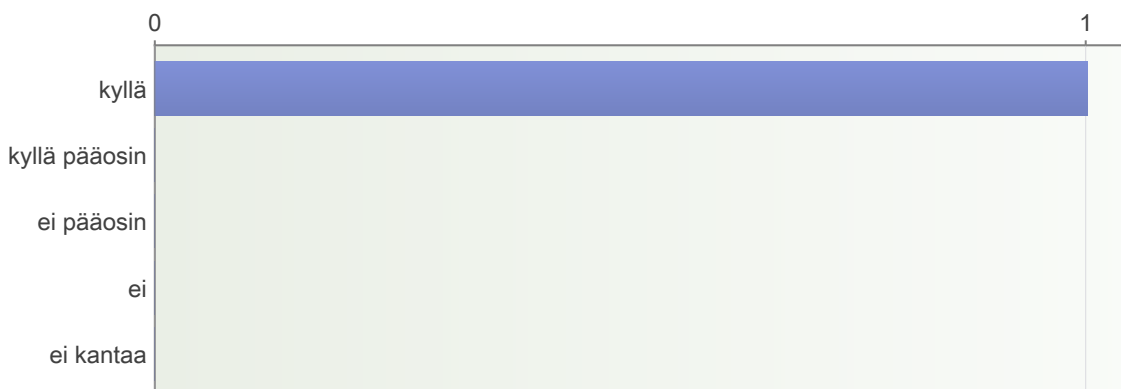 0 1
kyllä
kyllä pääosin
ei pääosin
ei
ei kantaa